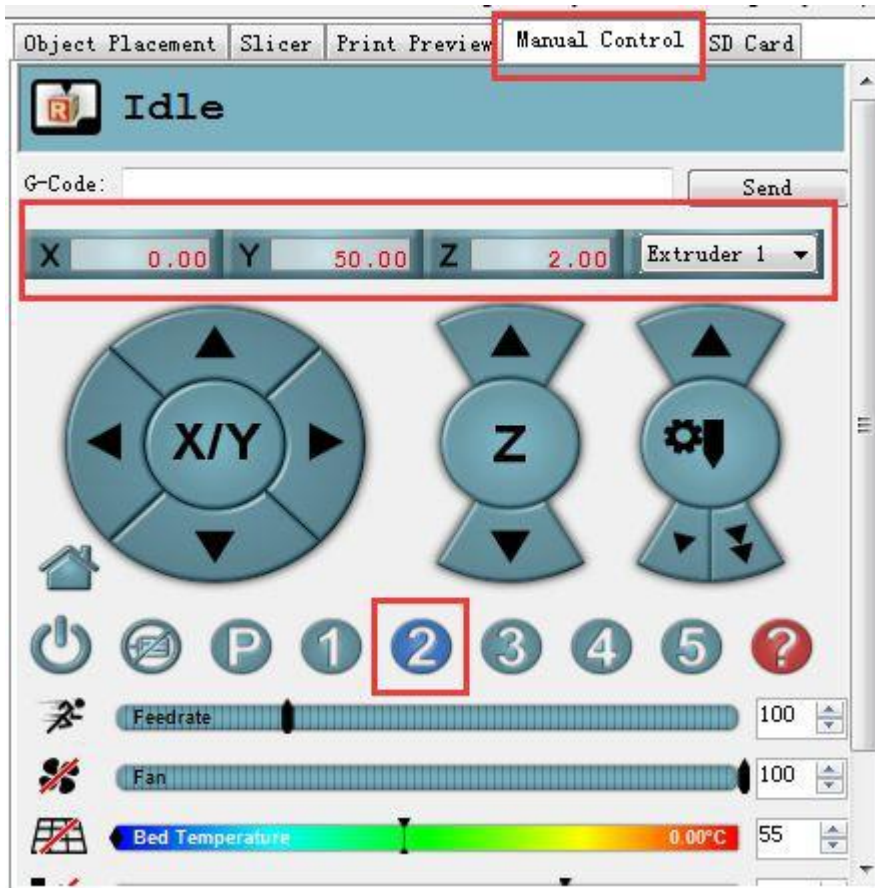 Object Placement Slicer Print Preview Manual Control SD Card
R Idle
G-Code: Send
X 0.00 Y 50.00 Z 2.00 Extruder 1
X/Y Z
P 1 2 3 4 5 ?
Feedrate 100
Fan 100
Bed Temperature 0.00°C 55